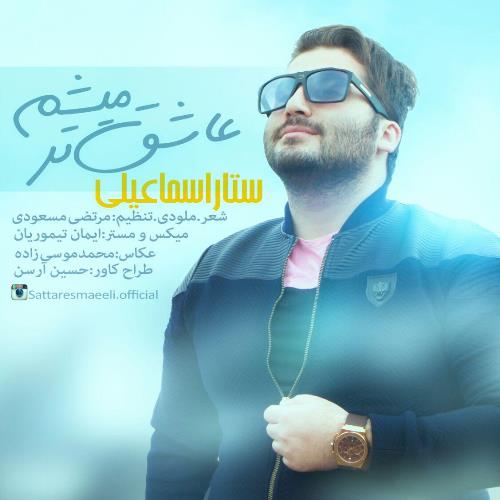 عاشق تر میشم
ستار اسماعیلی
شعر.ملودی.تنظیم:مرتضی مسعودی
میکس و مستر:ایمان تیموریان
عکاس:محمدموسی زاده
طراح کاور:حسین آرسن
Sattaresmaeeli.official